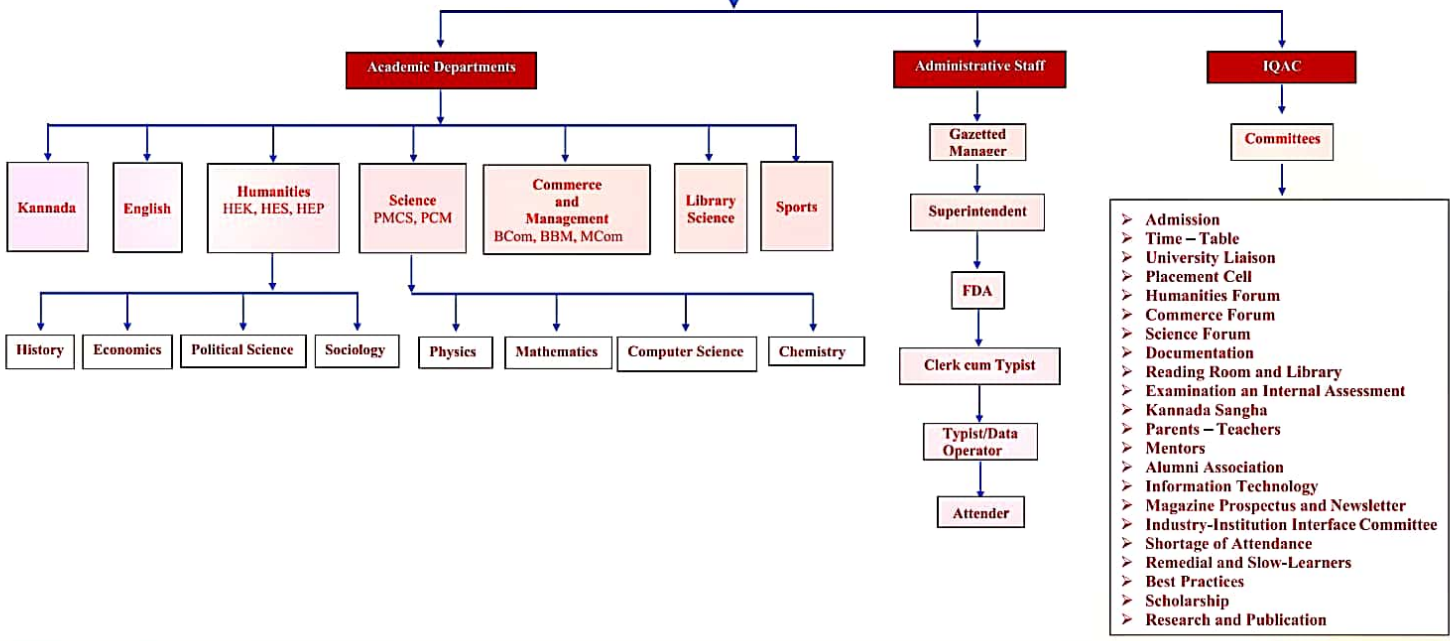 Academic Departments
Administrative Staff
IQAC
Kannada
English
Humanities
HEK, HES, HEP
Science
PMCS, PCM
Commerce
and
Management
BCom, BBM, MCom
Library
Science
Sports
History
Economics
Political Science
Sociology
Physics
Mathematics
Computer Science
Chemistry
Gazetted
Manager
Superintendent
FDA
Clerk cum Typist
Typist/Data
Operator
Attender
Committees
➢ Admission
➢ Time – Table
➢ University Liaison
➢ Placement Cell
➢ Humanities Forum
➢ Commerce Forum
➢ Science Forum
➢ Documentation
➢ Reading Room and Library
➢ Examination an Internal Assessment
➢ Kannada Sangha
➢ Parents – Teachers
➢ Mentors
➢ Alumni Association
➢ Information Technology
➢ Magazine Prospectus and Newsletter
➢ Industry-Institution Interface Committee
➢ Shortage of Attendance
➢ Remedial and Slow-Learners
➢ Best Practices
➢ Scholarship
➢ Research and Publication